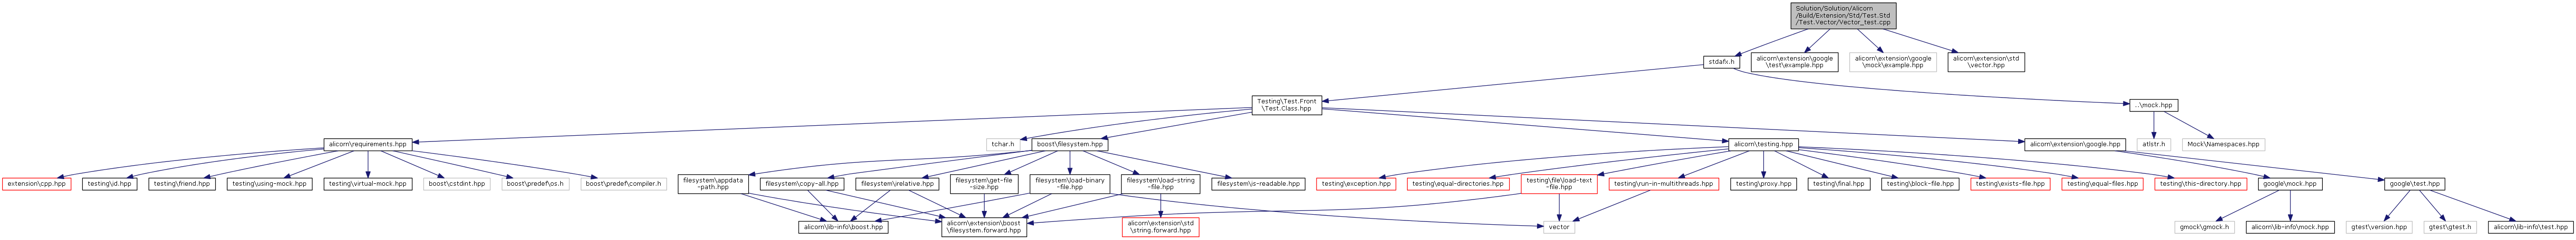 Solution/Solution/Alicorn
/Build/Extension/Std/Test.Std
/Test.Vector/Vector_test.cpp
stdafx.h
alicorn\extension\google
\test\example.hpp
alicorn\extension\google
\mock\example.hpp
alicorn\extension\std
\vector.hpp
Testing\Test.Front
\Test.Class.hpp
..\mock.hpp
alicorn\requirements.hpp
tchar.h
boost\filesystem.hpp
alicorn\testing.hpp
alicorn\extension\google.hpp
atlstr.h
Mock\Namespaces.hpp
extension\cpp.hpp
testing\id.hpp
testing\friend.hpp
testing\using-mock.hpp
testing\virtual-mock.hpp
boost\cstdint.hpp
boost\predef\os.h
boost\predef\compiler.h
filesystem\appdata
-path.hpp
filesystem\copy-all.hpp
filesystem\relative.hpp
filesystem\get-file
-size.hpp
filesystem\load-binary
-file.hpp
filesystem\load-string
-file.hpp
filesystem\is-readable.hpp
testing\exception.hpp
testing\equal-directories.hpp
testing\file\load-text
-file.hpp
testing\run-in-multithreads.hpp
testing\proxy.hpp
testing\final.hpp
testing\block-file.hpp
testing\exists-file.hpp
testing\equal-files.hpp
testing\this-directory.hpp
google\mock.hpp
google\test.hpp
alicorn\lib-info\boost.hpp
alicorn\extension\boost
\filesystem.forward.hpp
alicorn\extension\std
\string.forward.hpp
vector
gmock\gmock.h
alicorn\lib-info\mock.hpp
gtest\version.hpp
gtest\gtest.h
alicorn\lib-info\test.hpp